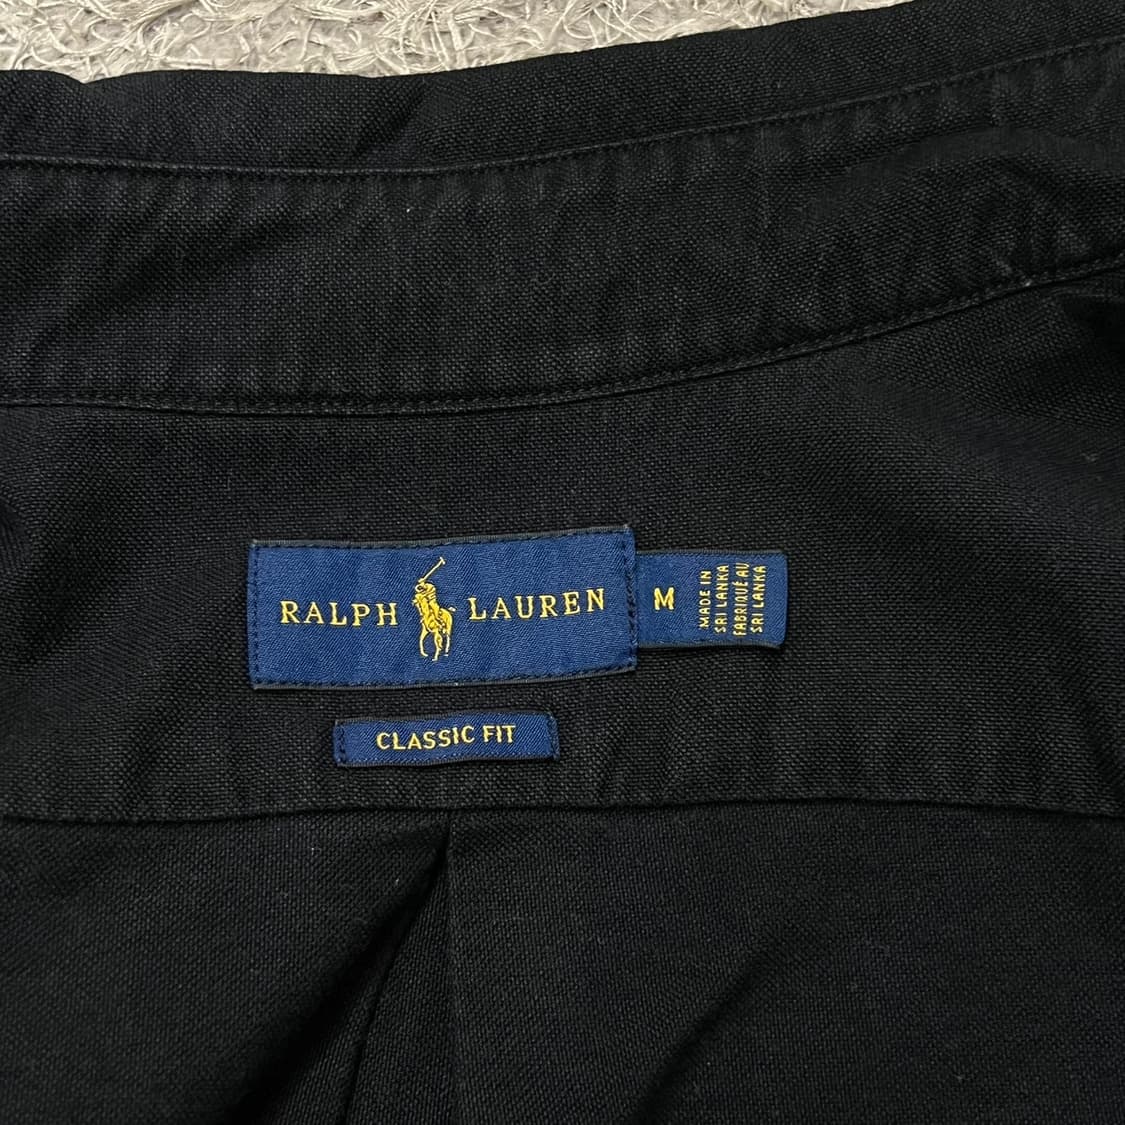 RALPH LAUREN
M
MADE IN
SRI LANKA
FABRIQUÉ AU
SRI LANKA
CLASSIC FIT